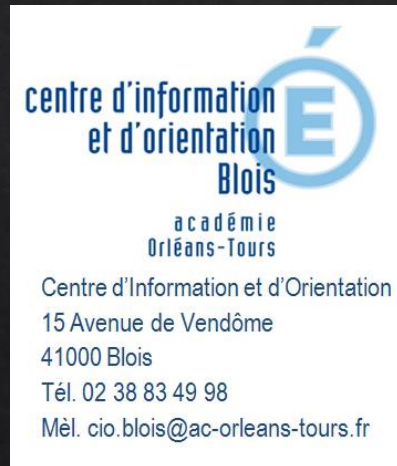 centre d'information
et d'orientation
Blois
É
académie
Orléans-Tours
Centre d'Information et d'Orientation
15 Avenue de Vendôme
41000 Blois
Tél. 02 38 83 49 98
Mèl. cio.blois@ac-orleans-tours.fr